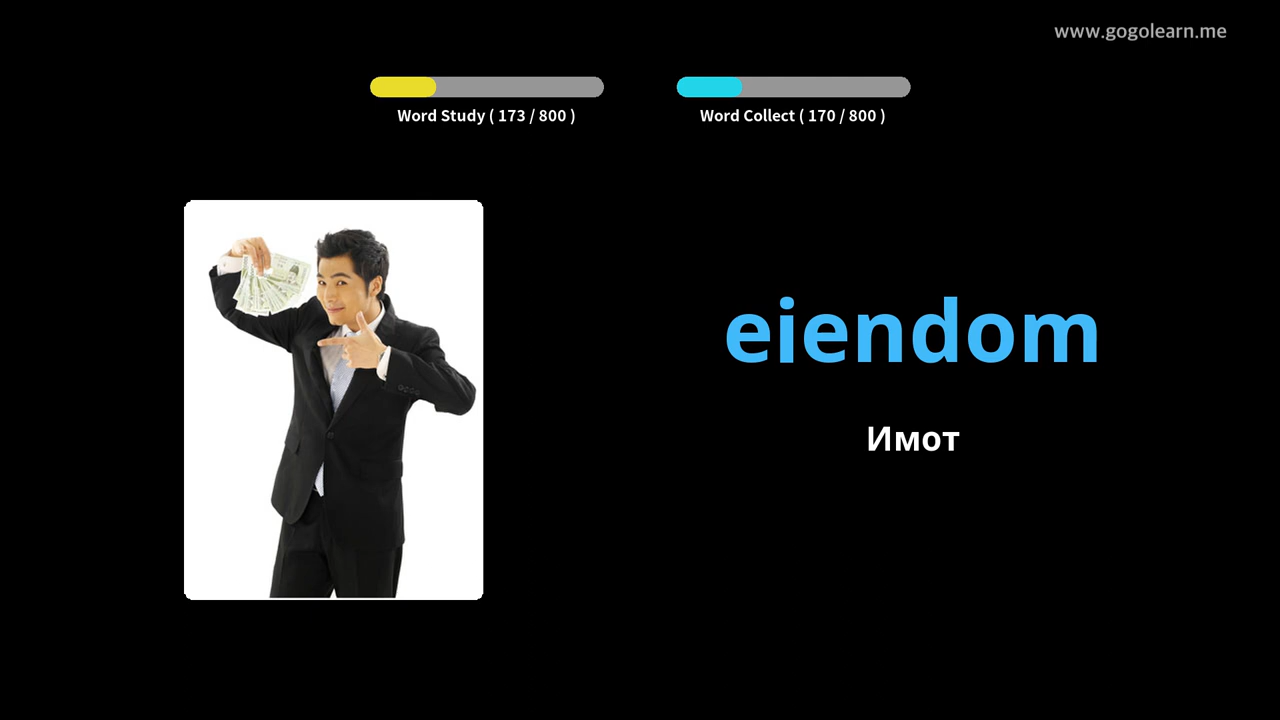 www.gogolearn.me
Word Study ( 173 / 800 )
Word Collect ( 170 / 800 )
eiendom
Имот